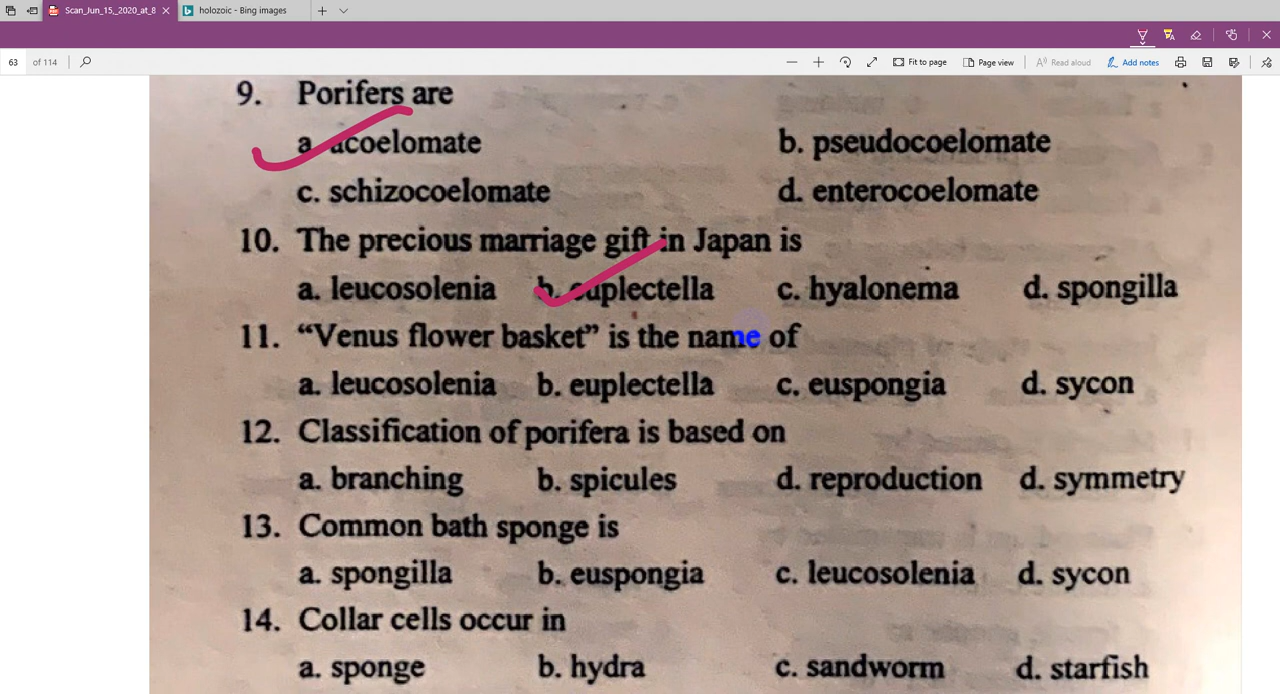 Scan_Jun_15,_2020_at_8
holozoic - Bing images
63 of 114
Fit to page
Page view
Read aloud
Add notes
9. Porifers are
a. acoelomate b. pseudocoelomate
c. schizocoelomate d. enterocoelomate
10. The precious marriage gift in Japan is
a. leucosolenia b. euplectella c. hyalonema d. spongilla
11. “Venus flower basket” is the name of
a. leucosolenia b. euplectella c. euspongia d. sycon
12. Classification of porifera is based on
a. branching b. spicules d. reproduction d. symmetry
13. Common bath sponge is
a. spongilla b. euspongia c. leucosolenia d. sycon
14. Collar cells occur in
a. sponge b. hydra c. sandworm d. starfish